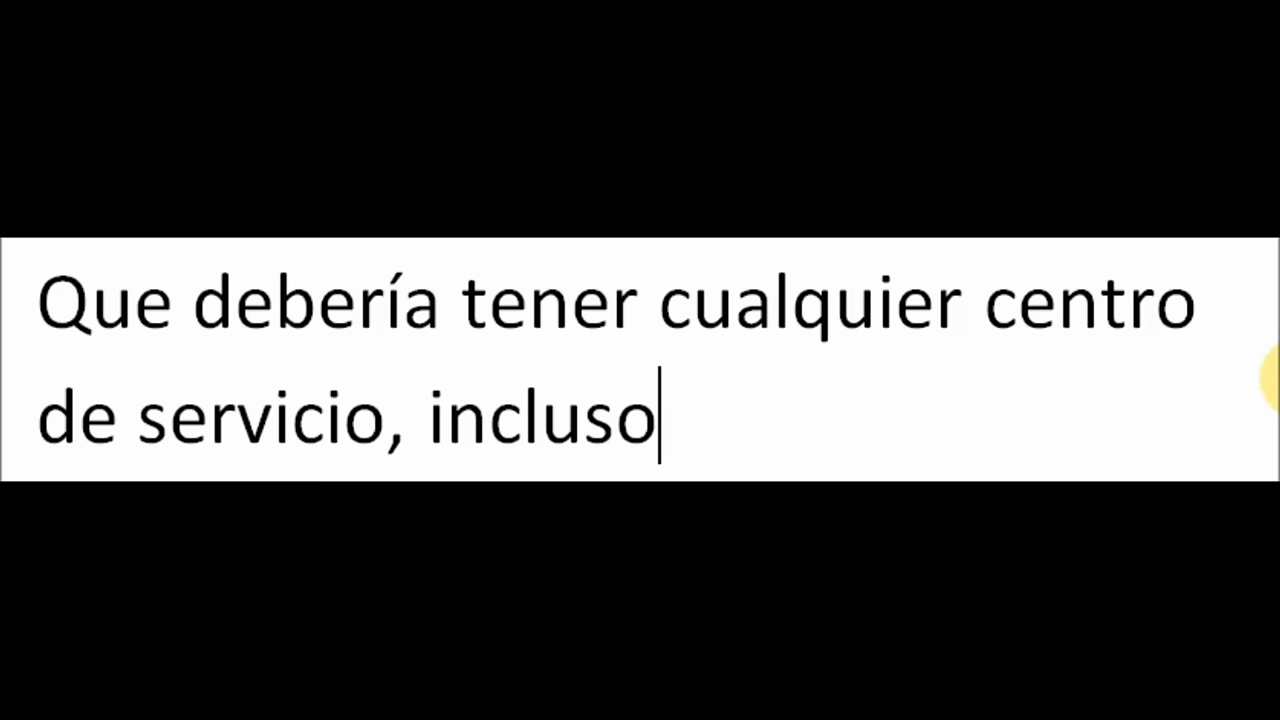 Que debería tener cualquier centro
de servicio, incluso